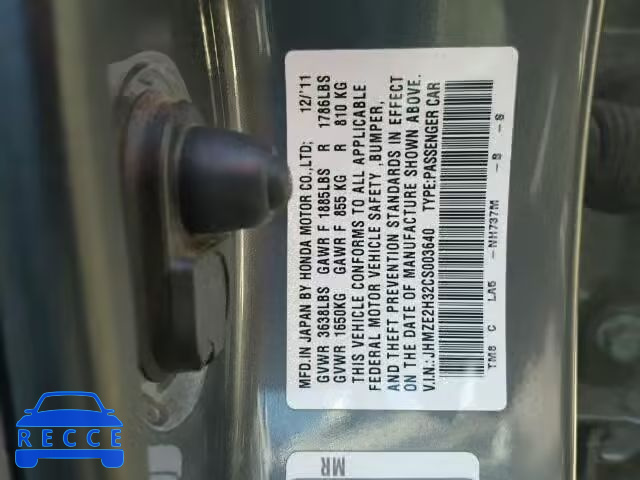 MFD.IN JAPAN BY HONDA MOTOR CO.,LTD; 12/'11
GVWR 3638LBS GAWR F 1885LBS R 1786LBS
GVWR 1650KG GAWR F 855 KG R 810 KG
THIS VEHICLE CONFORMS TO ALL APPLICABLE
FEDERAL MOTOR VEHICLE SAFETY ,BUMPER,
AND THEFT PREVENTION STANDARDS IN EFFECT
ON THE DATE OF MANUFACTURE SHOWN ABOVE..
V.I.N.: JHMZE2H32CS003640 TYPE:PASSENGER CAR
TM8 C LA5 -NH737M -B -S
MR
RECCE